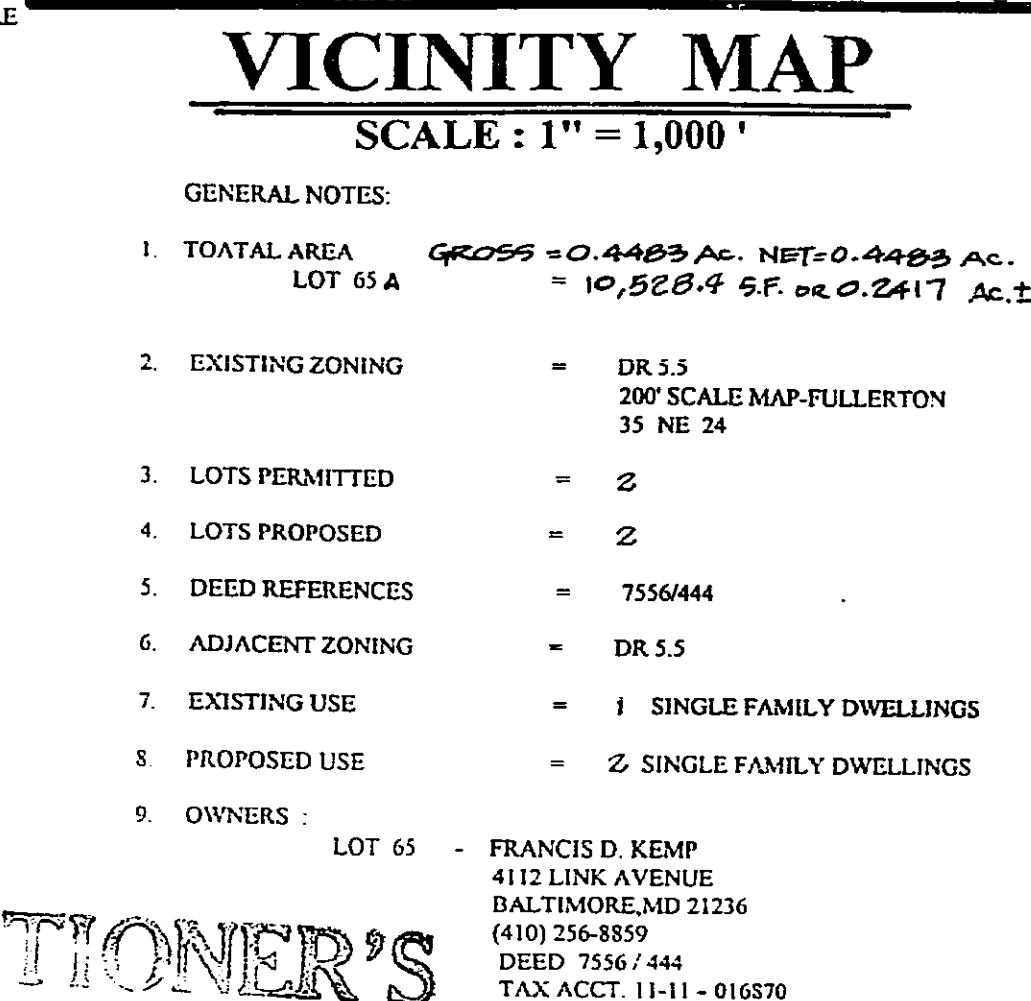 VICINITY MAP
SCALE : 1" = 1,000 '
GENERAL NOTES:
1. TOATAL AREA GROSS = 0.4483 Ac. NET=0.4483 Ac.
LOT 65 A = 10,528.4 S.F. OR 0.2417 Ac.±
2. EXISTING ZONING = DR 5.5
200' SCALE MAP-FULLERTON
35 NE 24
3. LOTS PERMITTED = 2
4. LOTS PROPOSED = 2
5. DEED REFERENCES = 7556/444
6. ADJACENT ZONING = DR 5.5
7. EXISTING USE = 1 SINGLE FAMILY DWELLINGS
8. PROPOSED USE = 2 SINGLE FAMILY DWELLINGS
9. OWNERS :
LOT 65 - FRANCIS D. KEMP
4112 LINK AVENUE
BALTIMORE,MD 21236
(410) 256-8859
DEED 7556 / 444
TAX ACCT. 11-11 - 016870
TIONER'S